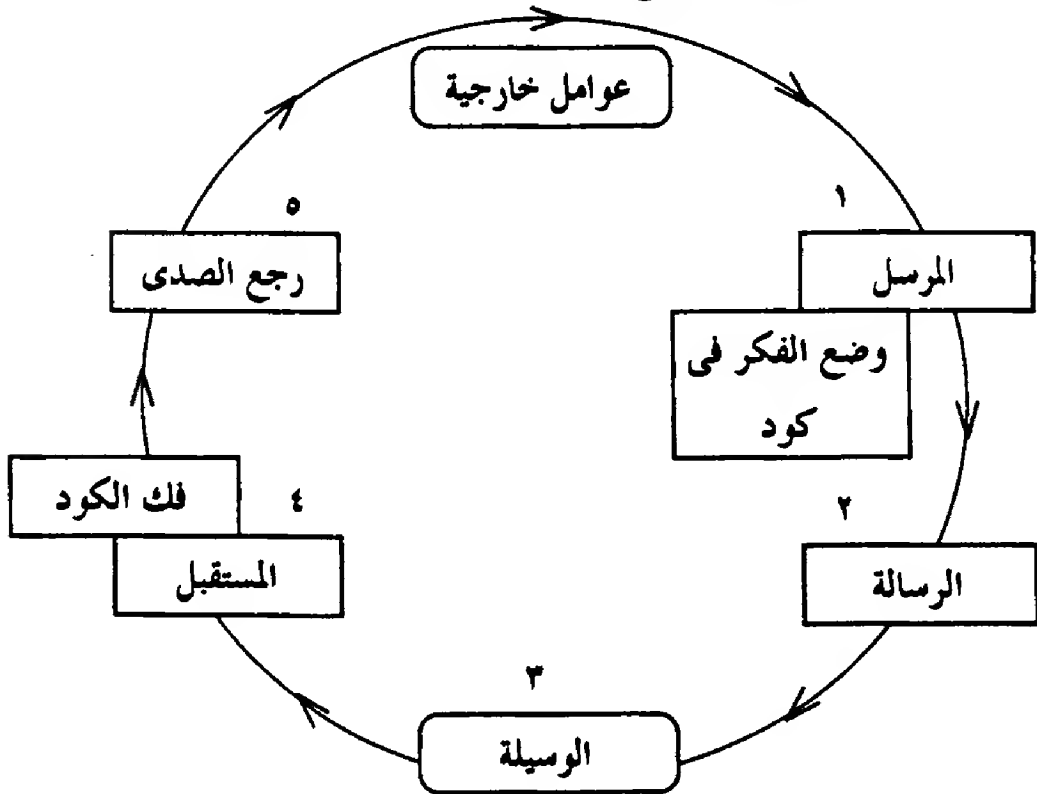 عوامل خارجية
١
المرسل
وضع الفكر فى
كود
٢
الرسالة
٣
الوسيلة
٤
المستقبل
فك الكود
٥
رجع الصدى